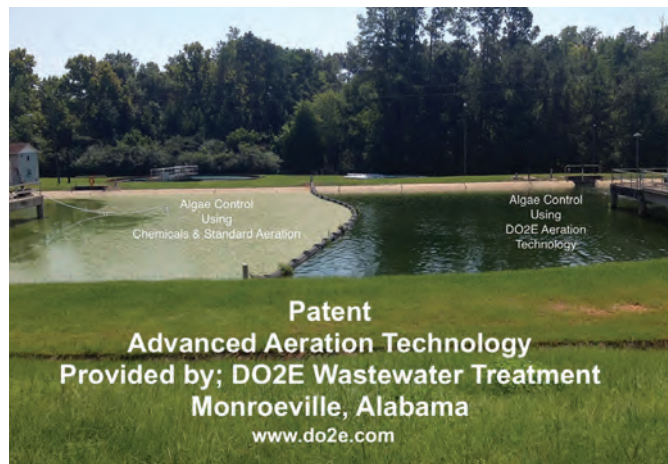 Algae Control
Using
Chemicals & Standard Aeration
Algae Control
Using
DO2E Aeration
Technology
Patent
Advanced Aeration Technology
Provided by; DO2E Wastewater Treatment
Monroeville, Alabama
www.do2e.com